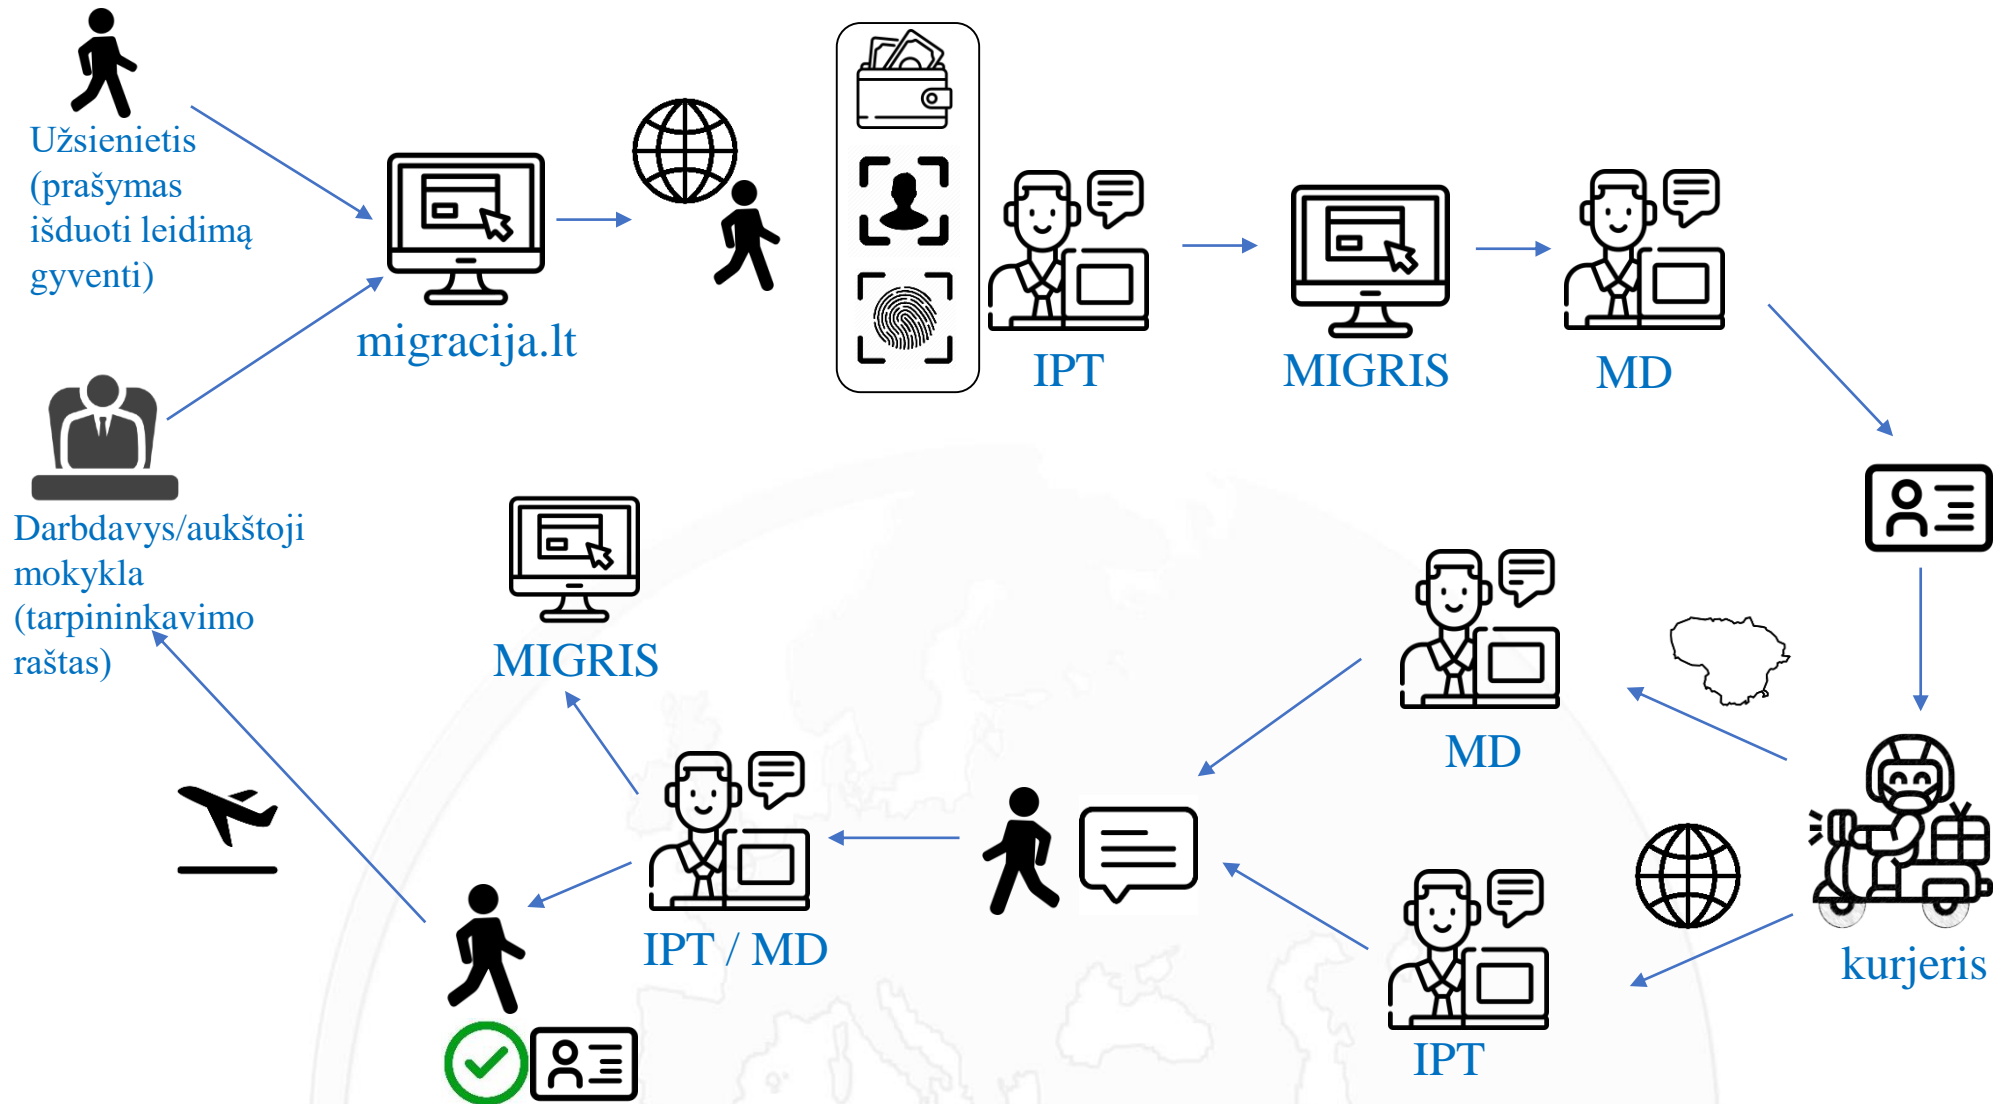 Užsienietis
(prašymas
išduoti leidimą
gyventi)
migracija.lt
IPT
MIGRIS
MD
Darbdavys/aukštoji
mokykla
(tarpininkavimo
raštas)
MIGRIS
MD
IPT / MD
kurjeris
IPT